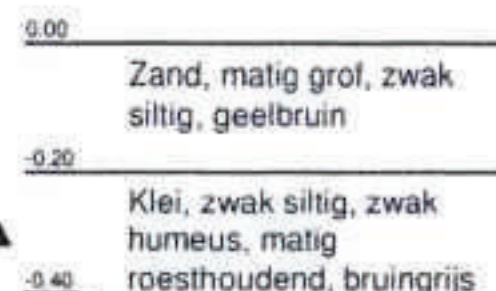 0.00
Zand, matig grof, zwak
siltig, geelbruin
-0.20
Klei, zwak siltig, zwak
humeus, matig
-0.40 roesthoudend, bruingrijs